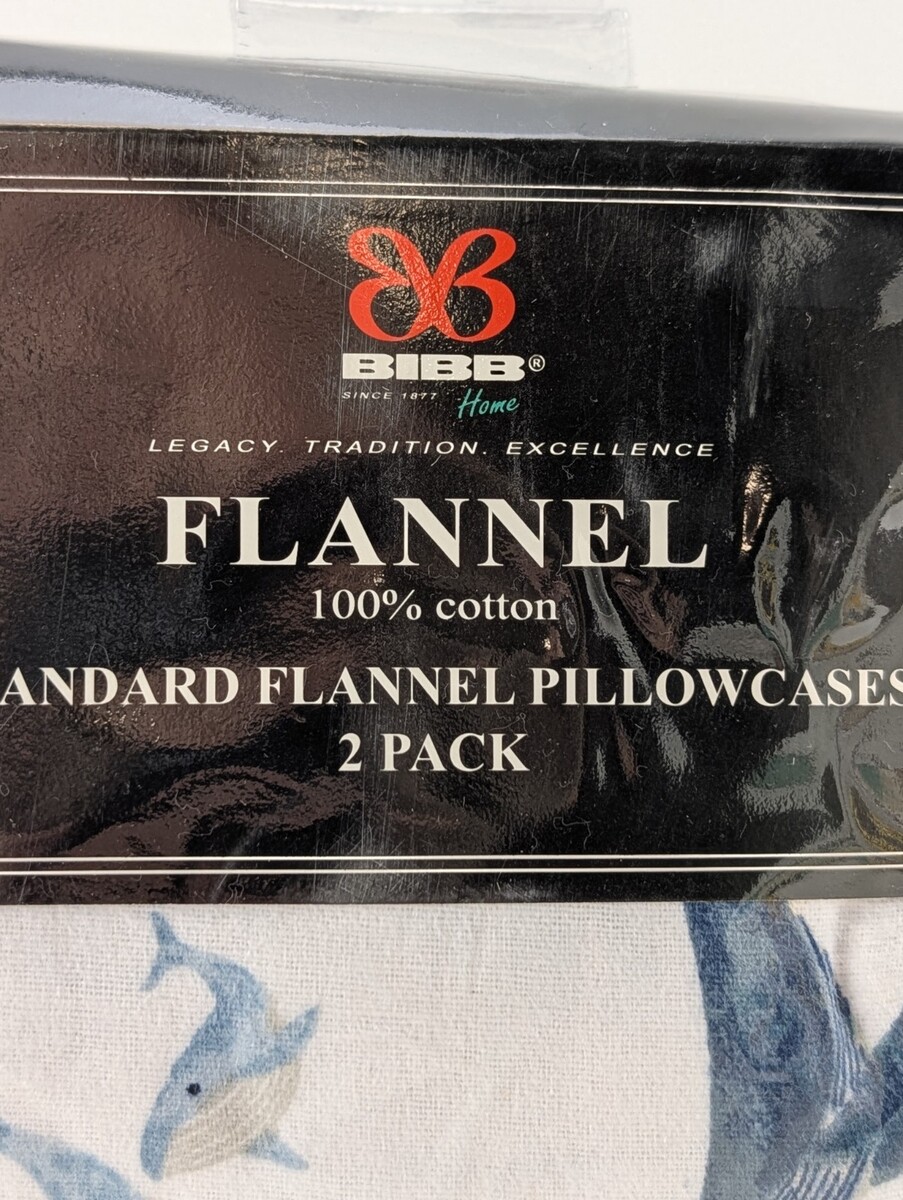 BIBB®
SINCE 1877 Home
LEGACY. TRADITION. EXCELLENCE
FLANNEL
100% cotton
ANDARD FLANNEL PILLOWCASES
2 PACK